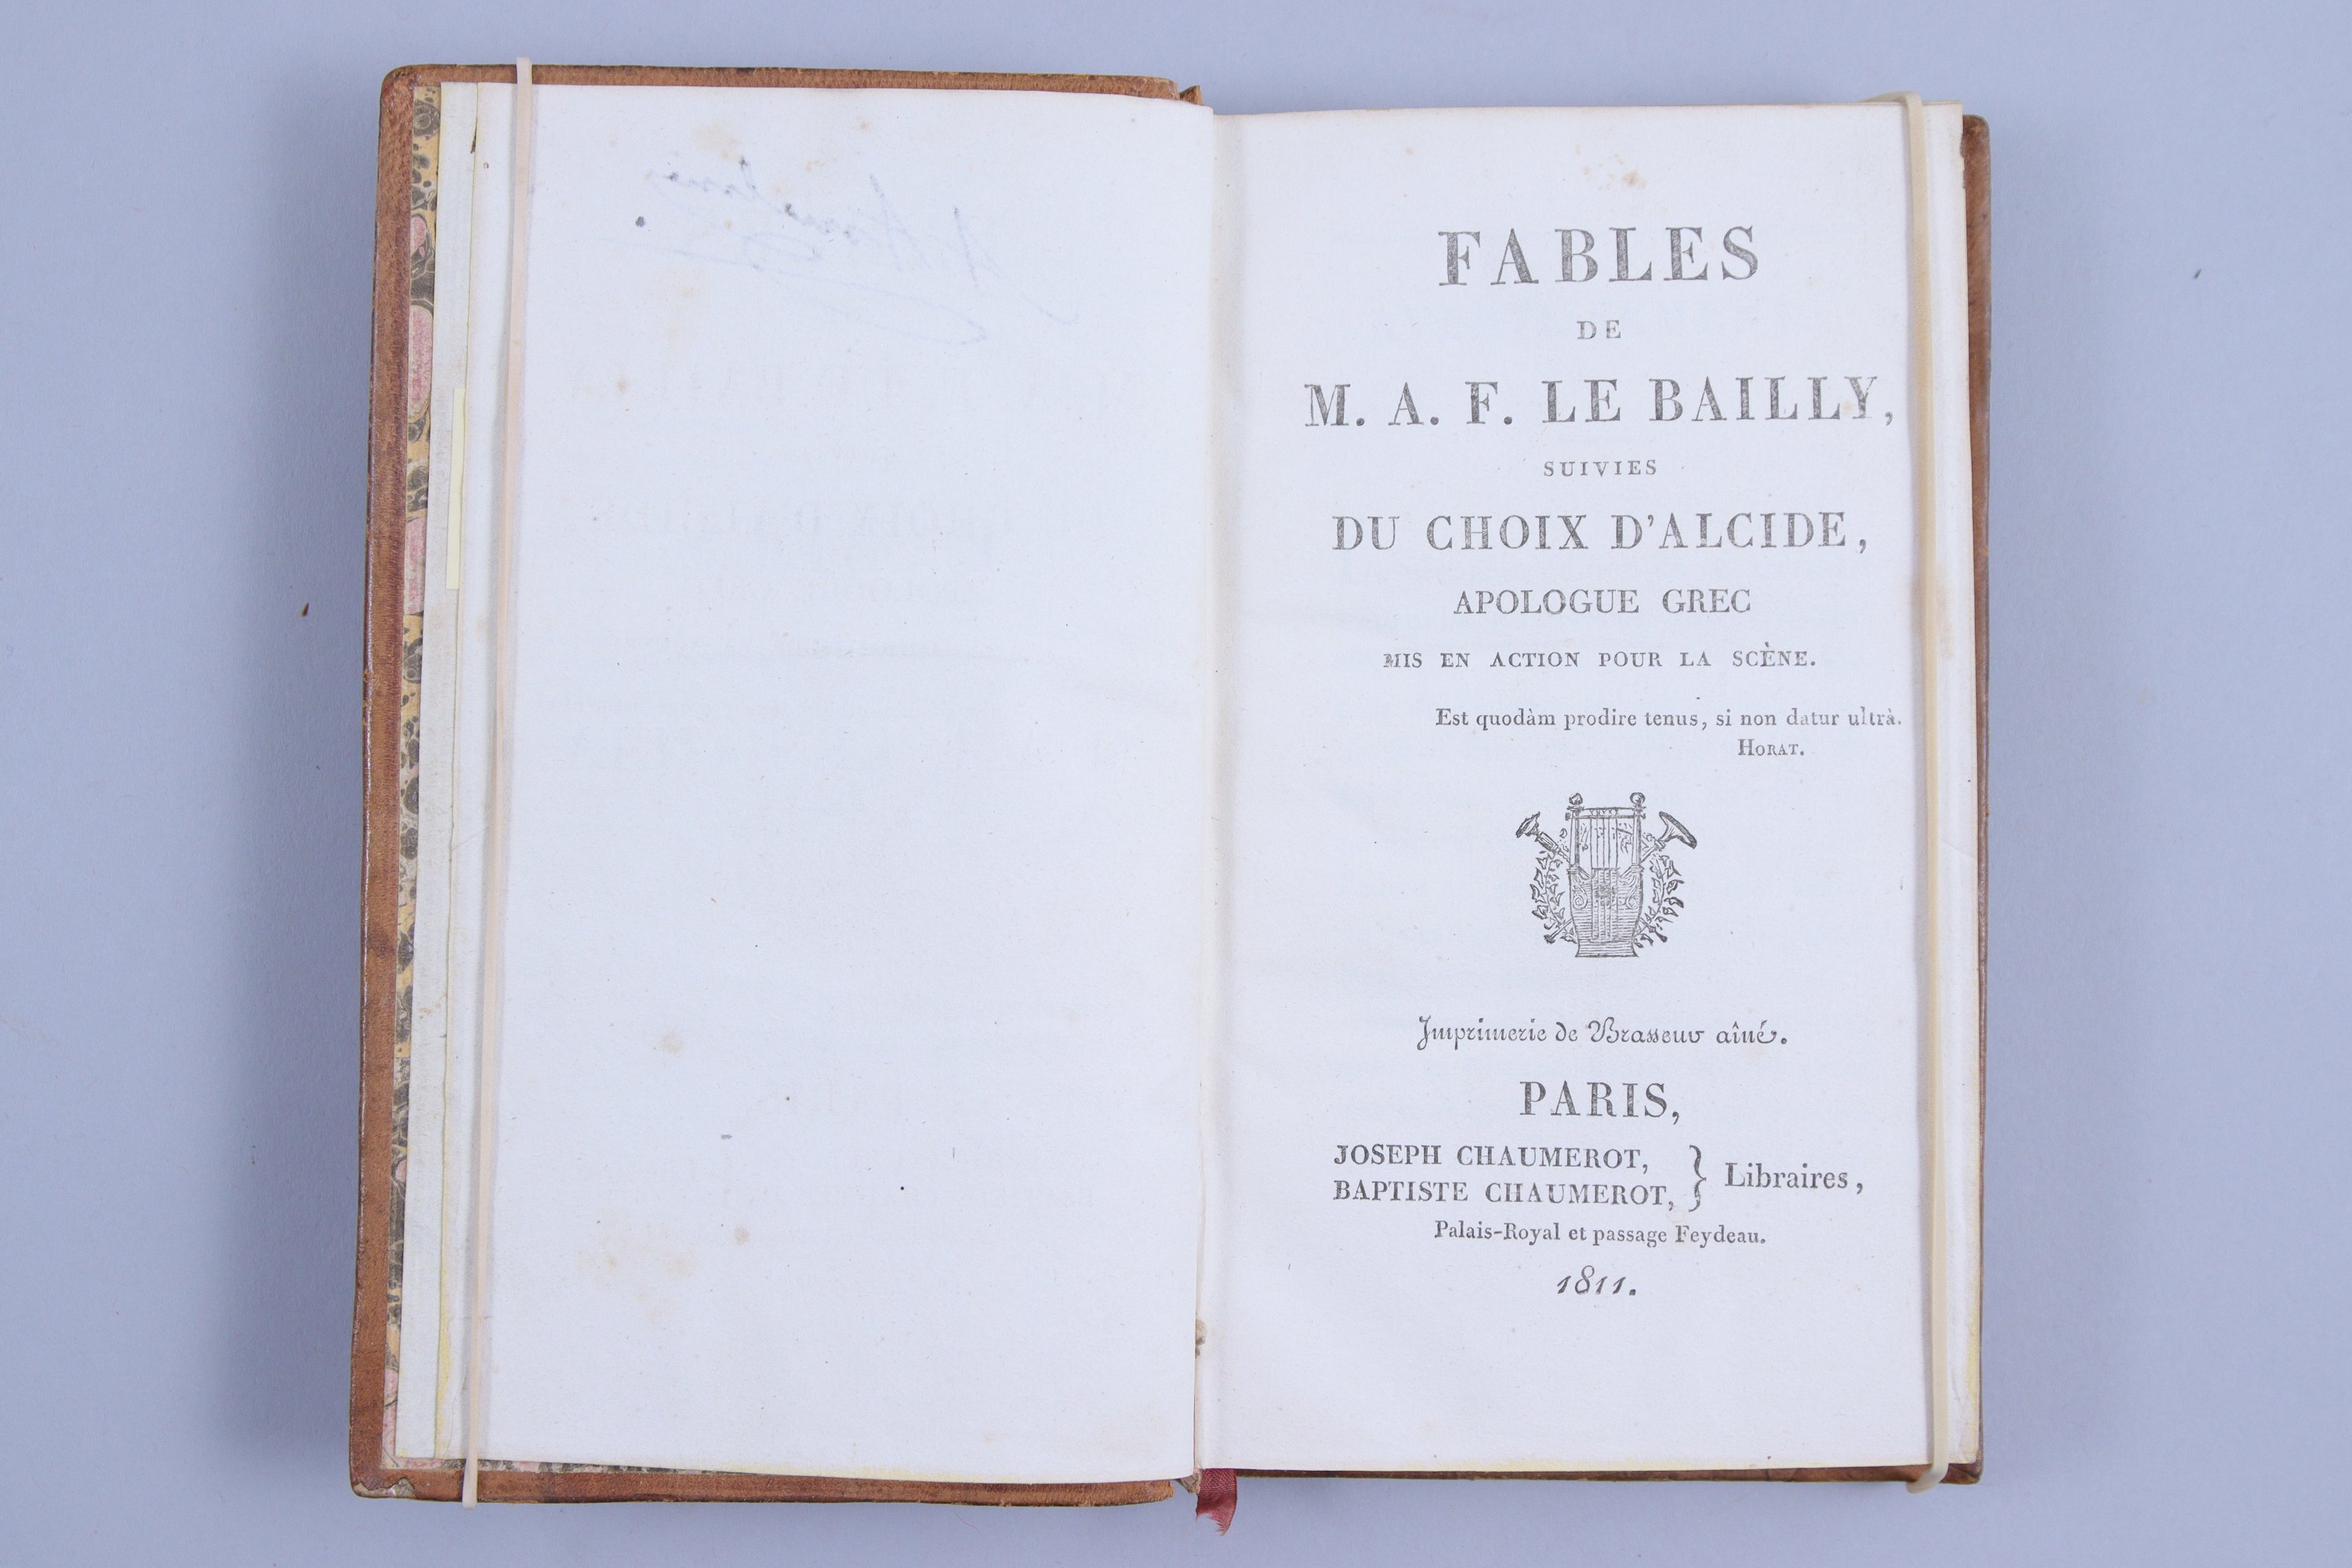 FABLES
DE
M. A. F. LE BAILLY,
SUIVIES
DU CHOIX D'ALCIDE,
APOLOGUE GREC
MIS EN ACTION POUR LA SCÈNE.
Est quodàm prodire tenus, si non datur ultrà.
HORAT.
Imprimerie de Brasseur aîné.
PARIS,
JOSEPH CHAUMEROT,
BAPTISTE CHAUMEROT, } Libraires,
Palais-Royal et passage Feydeau.
1811.